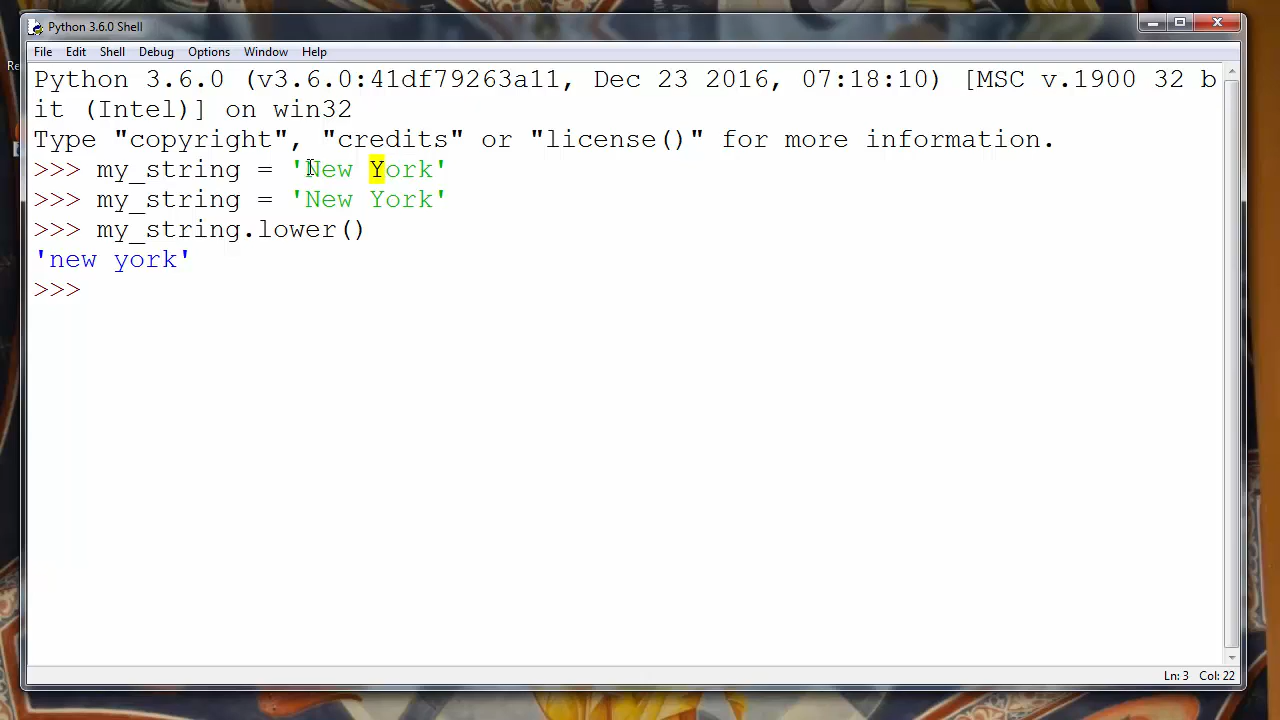 Python 3.6.0 Shell
File Edit Shell Debug Options Window Help
Re
Python 3.6.0 (v3.6.0:41df79263a11, Dec 23 2016, 07:18:10) [MSC v.1900 32 b
it (Intel)] on win32
Type "copyright", "credits" or "license()" for more information.
>>> my_string = 'New York'
>>> my_string = 'New York'
>>> my_string.lower()
'new york'
>>>
Ln: 3 Col: 22